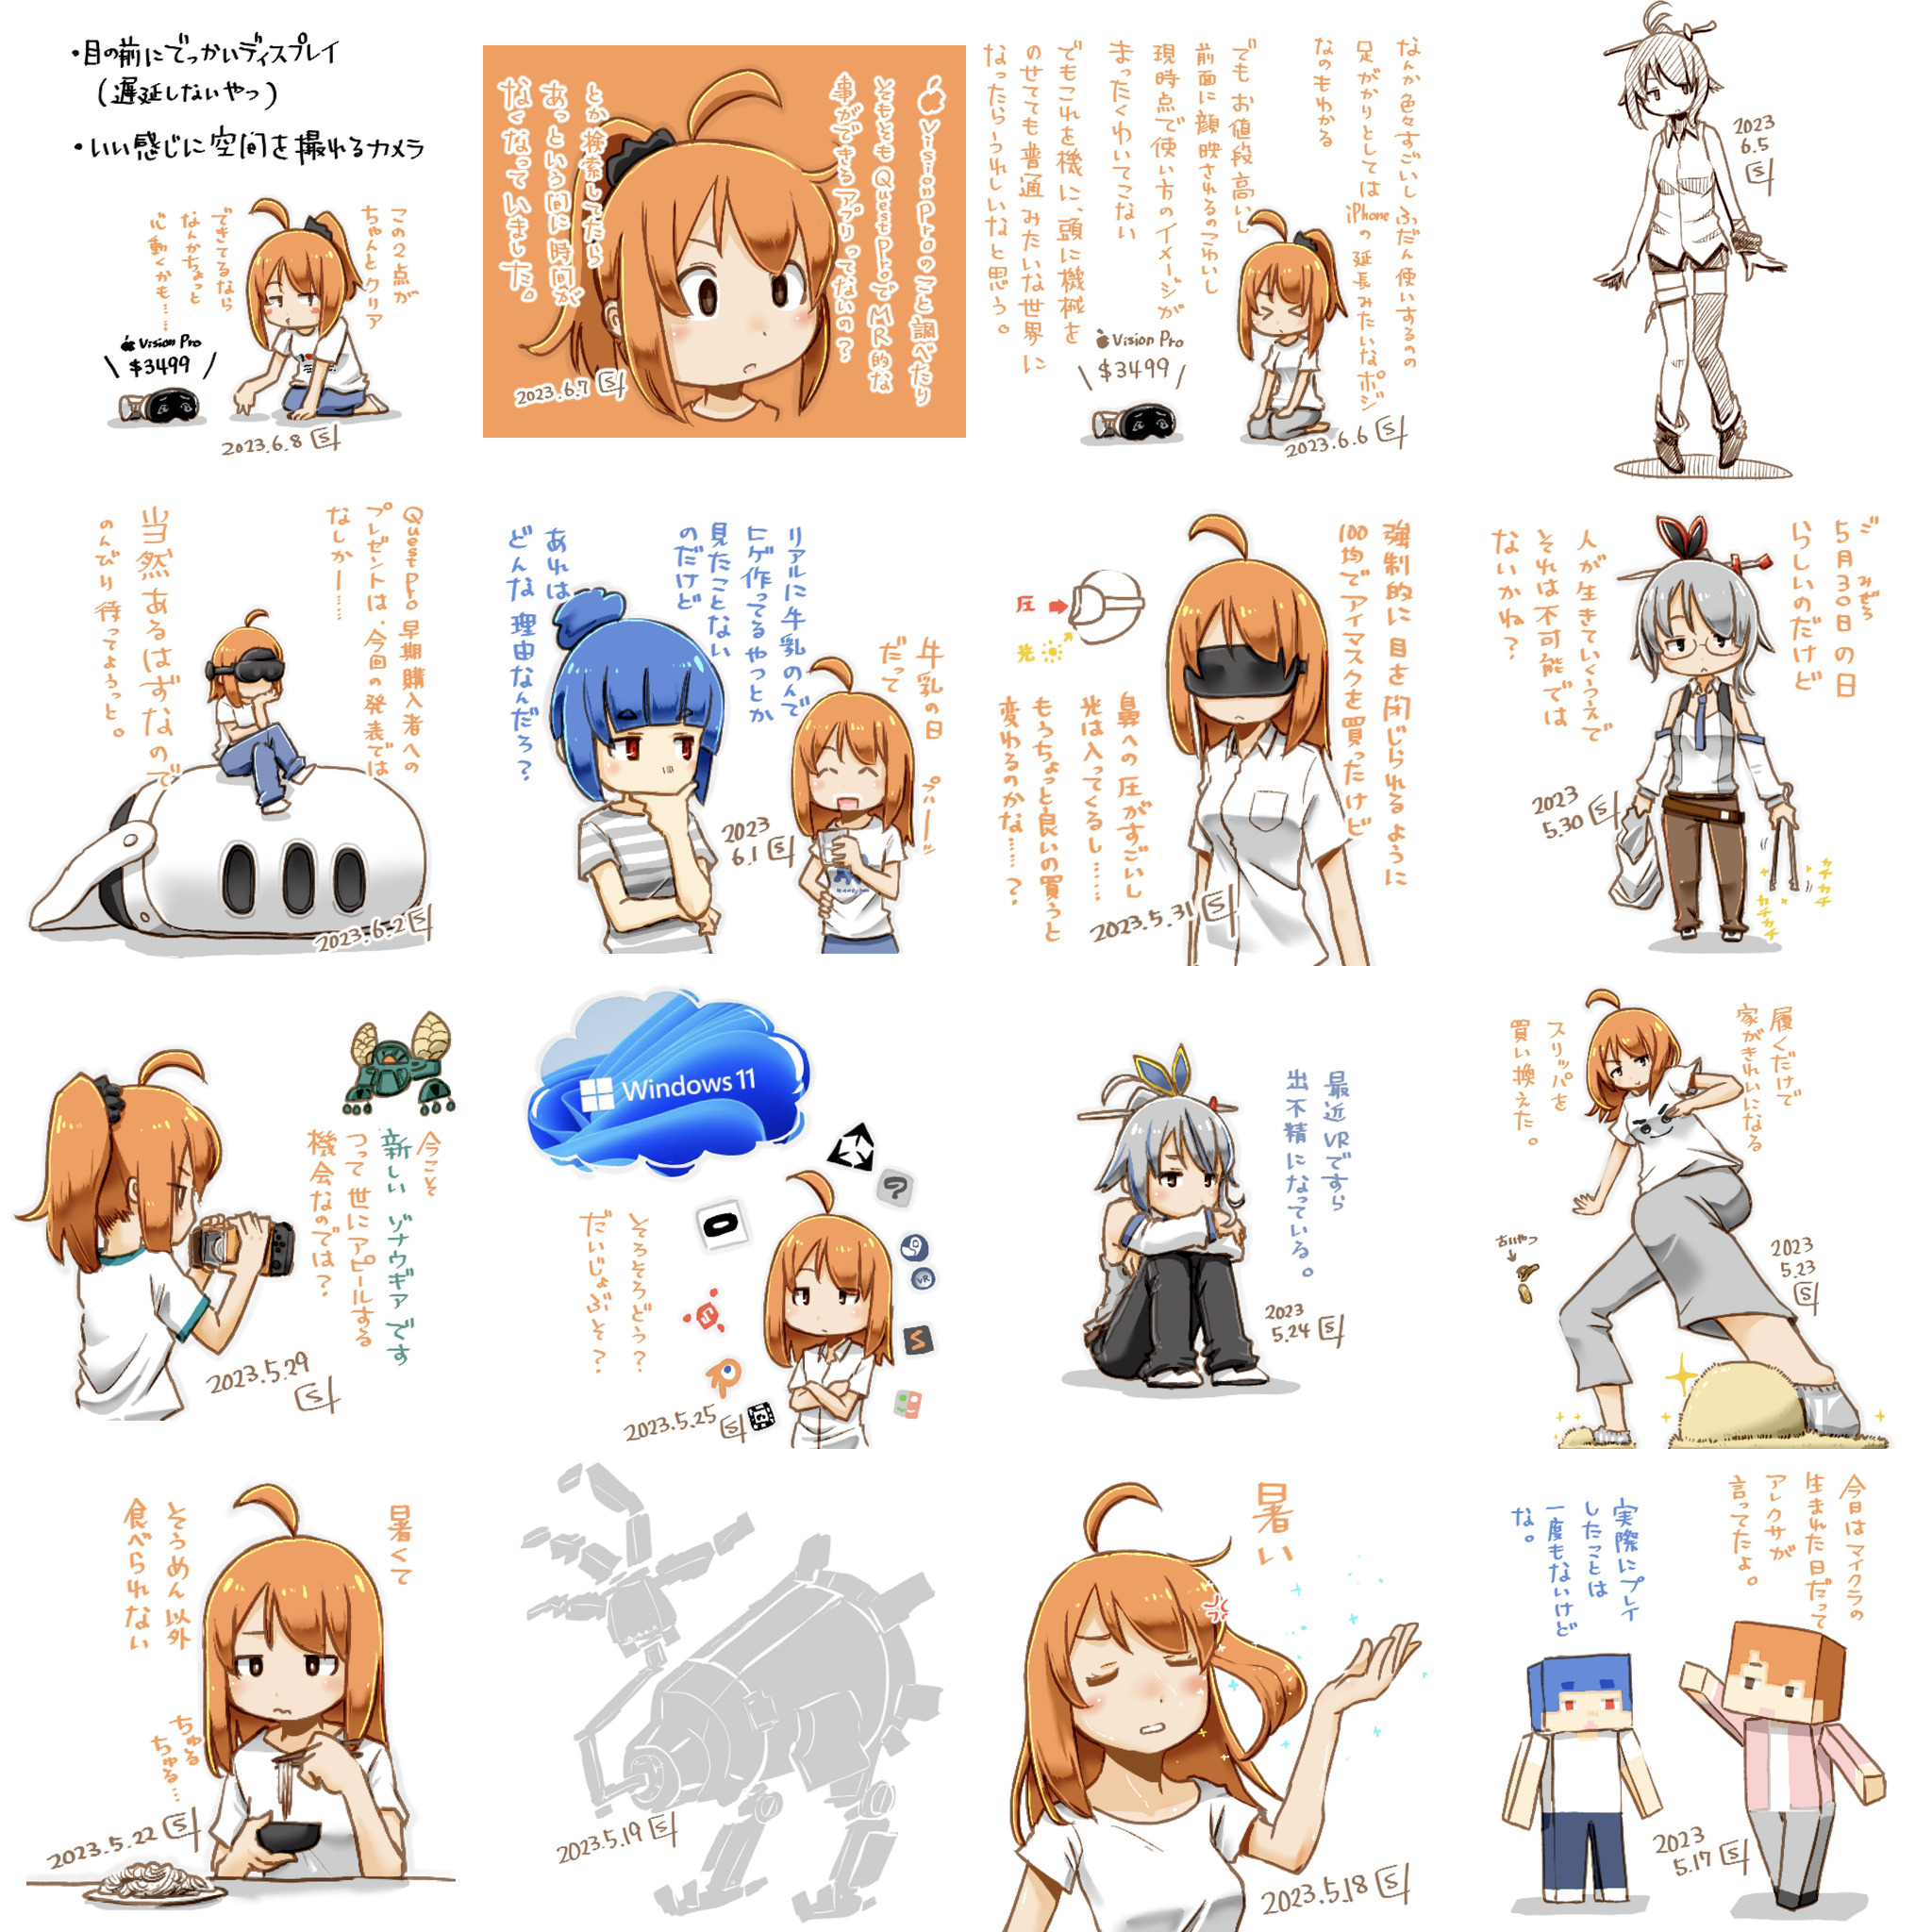 ・目の前にでっかいディスプレイ
(遅延しないやつ)
・いい感じに空間を撮れるカメラ
この2点が
ちゃんとクリア
できてるなら
なんかちょっと
心動くかも……
Vision Pro
$3499
2023.6.8
Vision Proのこと調べたり
そもそもQuest ProでMR的な
事ができるアプリってないの?
とか検索してたら
あっという間に時間が
なくなっていました。
2023.6.7
なんか色々すごいしふだん使いするのの
足がかりとしてはiPhoneの延長みたいなポジ
なのもわかる
でもお値段高いし
前面に顔映されるのこわいし
現時点で使い方のイメージが
まったくわいてこない
でもこれを機に、頭に機械を
のせてても普通みたいな世界に
なったらうれしいなと思う。
Vision Pro
$3499
2023.6.6
2023
6.5
Quest Pro早期購入者への
プレゼントは、今回の発表では
なしかー……
当然あるはずなので
のんびり待ってようっと。
2023.6.2
牛乳の日
だって
プハーーッ
リアルに牛乳のんで
ヒゲ作ってるやつとか
見たことない
のだけど
あれは
どんな理由なんだろ?
2023
6.1
強制的に目を閉じられるように
100均でアイマスクを買ったけど
圧
光
鼻への圧がすごいし
光は入ってくるし……
もうちょっと良いの買うと
変わるのかな……?
2023.5.31
ご みぜろ
5月30日の日
らしいのだけど
人が生きていくうえで
それは不可能では
ないかね?
カチカチ
カチカチ
2023
5.30
今こそ
新しいゾナウギアです
って世にアピールする
機会なのでは?
2023.5.29
Windows 11
VR
そろそろどう?
だいじょぶそ?
2023.5.25
最近VRですら
出不精になっている。
2023
5.24
履くだけで
家がきれいになる
スリッパを
買い換えた。
古いやつ
2023
5.23
暑くて
そうめん以外
食べられない
ちゅる
ちゅる…
2023.5.22
2023.5.19
暑い
2023.5.18
今日はマイクラの
生まれた日だって
アレクサが
言ってたよ。
実際にプレイ
したことは
一度もないけど
な。
2023
5.17